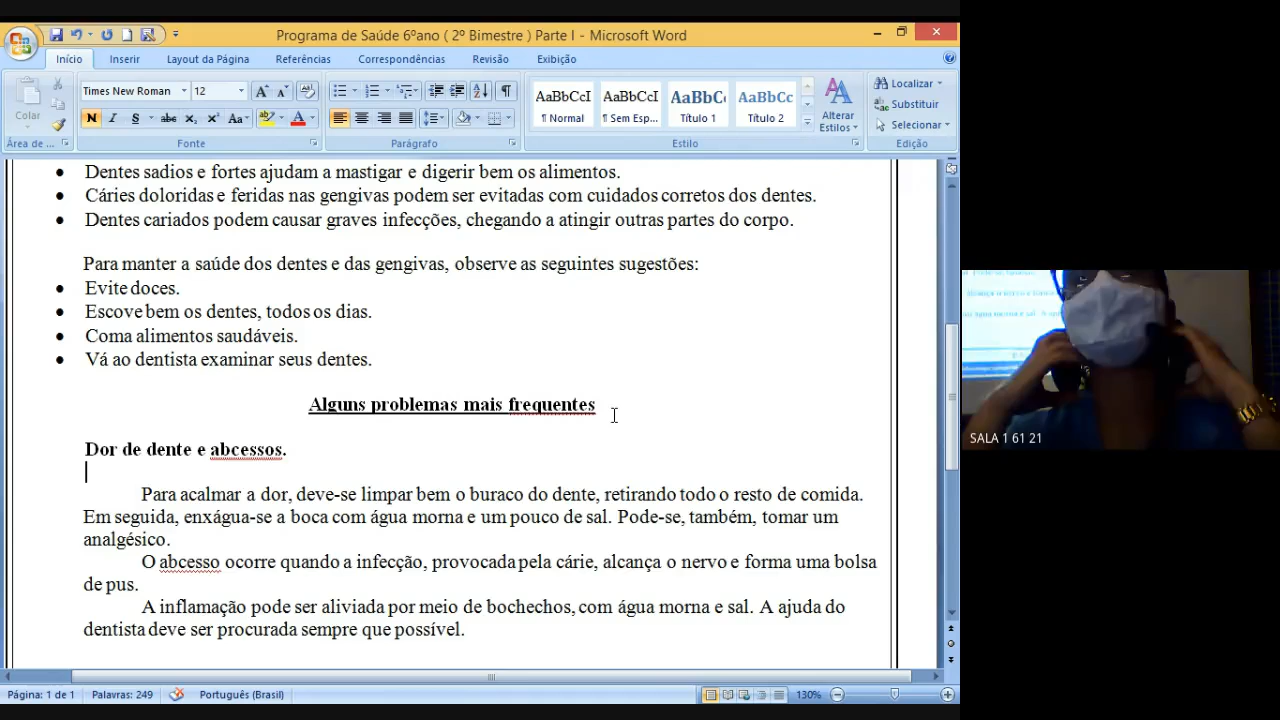 Programa de Saúde 6ºano ( 2º Bimestre ) Parte I - Microsoft Word
Início Inserir Layout da Página Referências Correspondências Revisão Exibição
Times New Roman 12
AaBbCcI AaBbCcI AaBbC AaBbCc
Localizar
Substituir
Selecionar
Colar
¶ Normal ¶ Sem Esp... Título 1 Título 2
Alterar
Estilos
Área de ... Fonte Parágrafo Estilo Edição
• Dentes sadios e fortes ajudam a mastigar e digerir bem os alimentos.
• Cáries doloridas e feridas nas gengivas podem ser evitadas com cuidados corretos dos dentes.
• Dentes cariados podem causar graves infecções, chegando a atingir outras partes do corpo.
Para manter a saúde dos dentes e das gengivas, observe as seguintes sugestões:
• Evite doces.
• Escove bem os dentes, todos os dias.
• Coma alimentos saudáveis.
• Vá ao dentista examinar seus dentes.
Alguns problemas mais frequentes
Dor de dente e abcessos.
Para acalmar a dor, deve-se limpar bem o buraco do dente, retirando todo o resto de comida.
Em seguida, enxágua-se a boca com água morna e um pouco de sal. Pode-se, também, tomar um
analgésico.
O abcesso ocorre quando a infecção, provocada pela cárie, alcança o nervo e forma uma bolsa
de pus.
A inflamação pode ser aliviada por meio de bochechos, com água morna e sal. A ajuda do
dentista deve ser procurada sempre que possível.
Página: 1 de 1 Palavras: 249 Português (Brasil) 130%
SALA 1 61 21